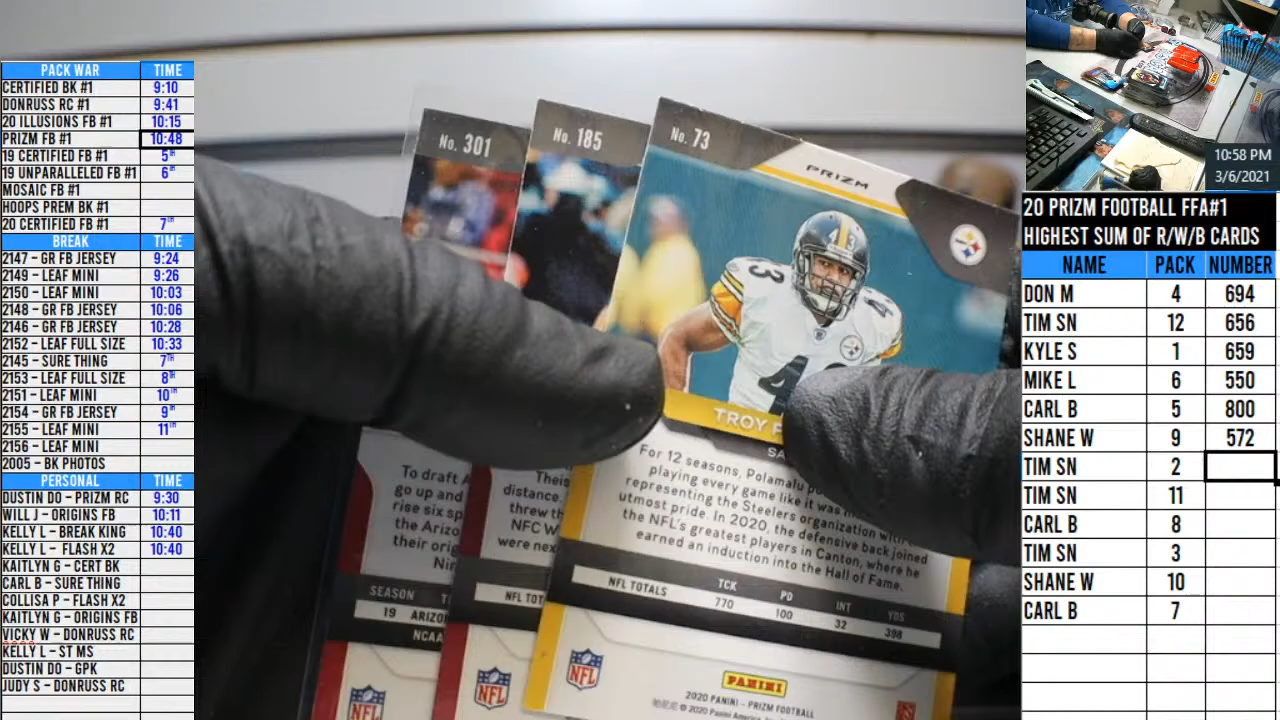 PACK WAR TIME
CERTIFIED BK #1 9:10
DONRUSS RC #1 9:41
20 ILLUSIONS FB #1 10:15
PRIZM FB #1 10:48
19 CERTIFIED FB #1 5TH
19 UNPARALLELED FB #1 6TH
MOSAIC FB #1
HOOPS PREM BK #1
20 CERTIFIED FB #1 7TH
BREAK TIME
2147 - GR FB JERSEY 9:24
2149 - LEAF MINI 9:26
2150 - LEAF MINI 10:03
2148 - GR FB JERSEY 10:06
2146 - GR FB JERSEY 10:28
2152 - LEAF FULL SIZE 10:33
2145 - SURE THING 7TH
2153 - LEAF FULL SIZE 8TH
2151 - LEAF MINI 10TH
2154 - GR FB JERSEY 9TH
2155 - LEAF MINI 11TH
2156 - LEAF MINI
2005 - BK PHOTOS
PERSONAL TIME
DUSTIN DO - PRIZM RC 9:30
WILL J - ORIGINS FB 10:11
KELLY L - BREAK KING 10:40
KELLY L - FLASH X2 10:40
KAITLYN G - CERT BK
CARL B - SURE THING
COLLISA P - FLASH X2
KAITLYN G - ORIGINS FB
VICKY W - DONRUSS RC
KELLY L - ST MS
DUSTIN DO - GPK
JUDY S - DONRUSS RC
No. 301
To draft
go up and
rise six sp
the Arizo
their orig
Nin
SEASON
19 ARIZO
NCAA
NFL
No. 185
Theis
distance.
threw th
NFC W
were nex
NFL TOT
NFL
No. 73
PRIZM
Steelers
43
TROY P
SA
For 12 seasons, Polamalu
playing every game like it was
representing the Steelers organization with
utmost pride. In 2020, the defensive back joined
the NFL's greatest players in Canton, where he
earned an induction into the Hall of Fame.
TCK PD INT YDS
NFL TOTALS 770 100 32 398
NFL
PANINI
2020 PANINI - PRIZM FOOTBALL
© 2020 Panini America, 
10:58 PM
3/6/2021
20 PRIZM FOOTBALL FFA#1
HIGHEST SUM OF R/W/B CARDS
NAME PACK NUMBER
DON M 4 694
TIM SN 12 656
KYLE S 1 659
MIKE L 6 550
CARL B 5 800
SHANE W 9 572
TIM SN 2
TIM SN 11
CARL B 8
TIM SN 3
SHANE W 10
CARL B 7